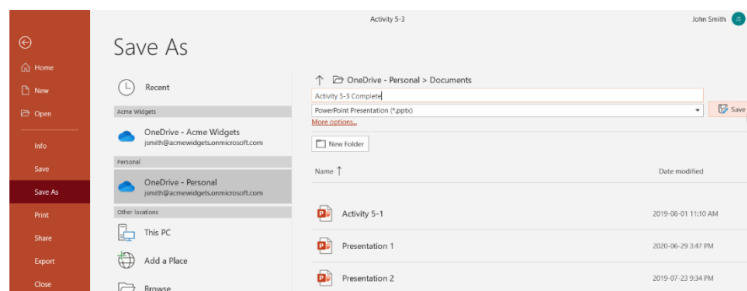 Activity 5-3
John Smith
JS
Save As
Home
New
Open
Info
Save
Save As
Print
Share
Export
Close
Recent
Acme Widgets
OneDrive - Acme Widgets
jsmith@acmewidgets.onmicrosoft.com
Personal
OneDrive - Personal
jsmith@acmewidgets.onmicrosoft.com
Other locations
This PC
Add a Place
Browse
OneDrive - Personal > Documents
Activity 5-3 Complete
PowerPoint Presentation (*.pptx)
Save
More options...
New Folder
Name ↑
Date modified
Activity 5-1
2019-08-01 11:10 AM
Presentation 1
2020-06-29 3:47 PM
Presentation 2
2019-07-23 9:34 PM